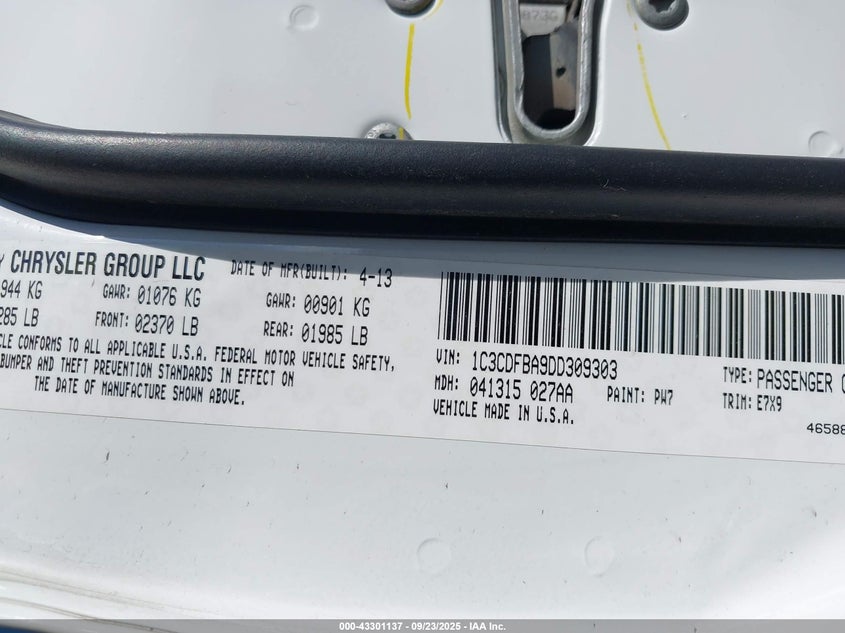 CHRYSLER GROUP LLC DATE OF MFR(BUILT): 4-13
944 KG GAWR: 01076 KG GAWR: 00901 KG
285 LB FRONT: 02370 LB REAR: 01985 LB
CONFORMS TO ALL APPLICABLE U.S.A. FEDERAL MOTOR VEHICLE SAFETY,
BUMPER AND THEFT PREVENTION STANDARDS IN EFFECT ON
THE DATE OF MANUFACTURE SHOWN ABOVE.
VIN: 1C3CDFBA9DD309303 TYPE: PASSENGER
MDH: 041315 027AA PAINT: PW7 TRIM: E7X9
VEHICLE MADE IN U.S.A.
46588
000-43301137 - 09/23/2025 - IAA Inc.